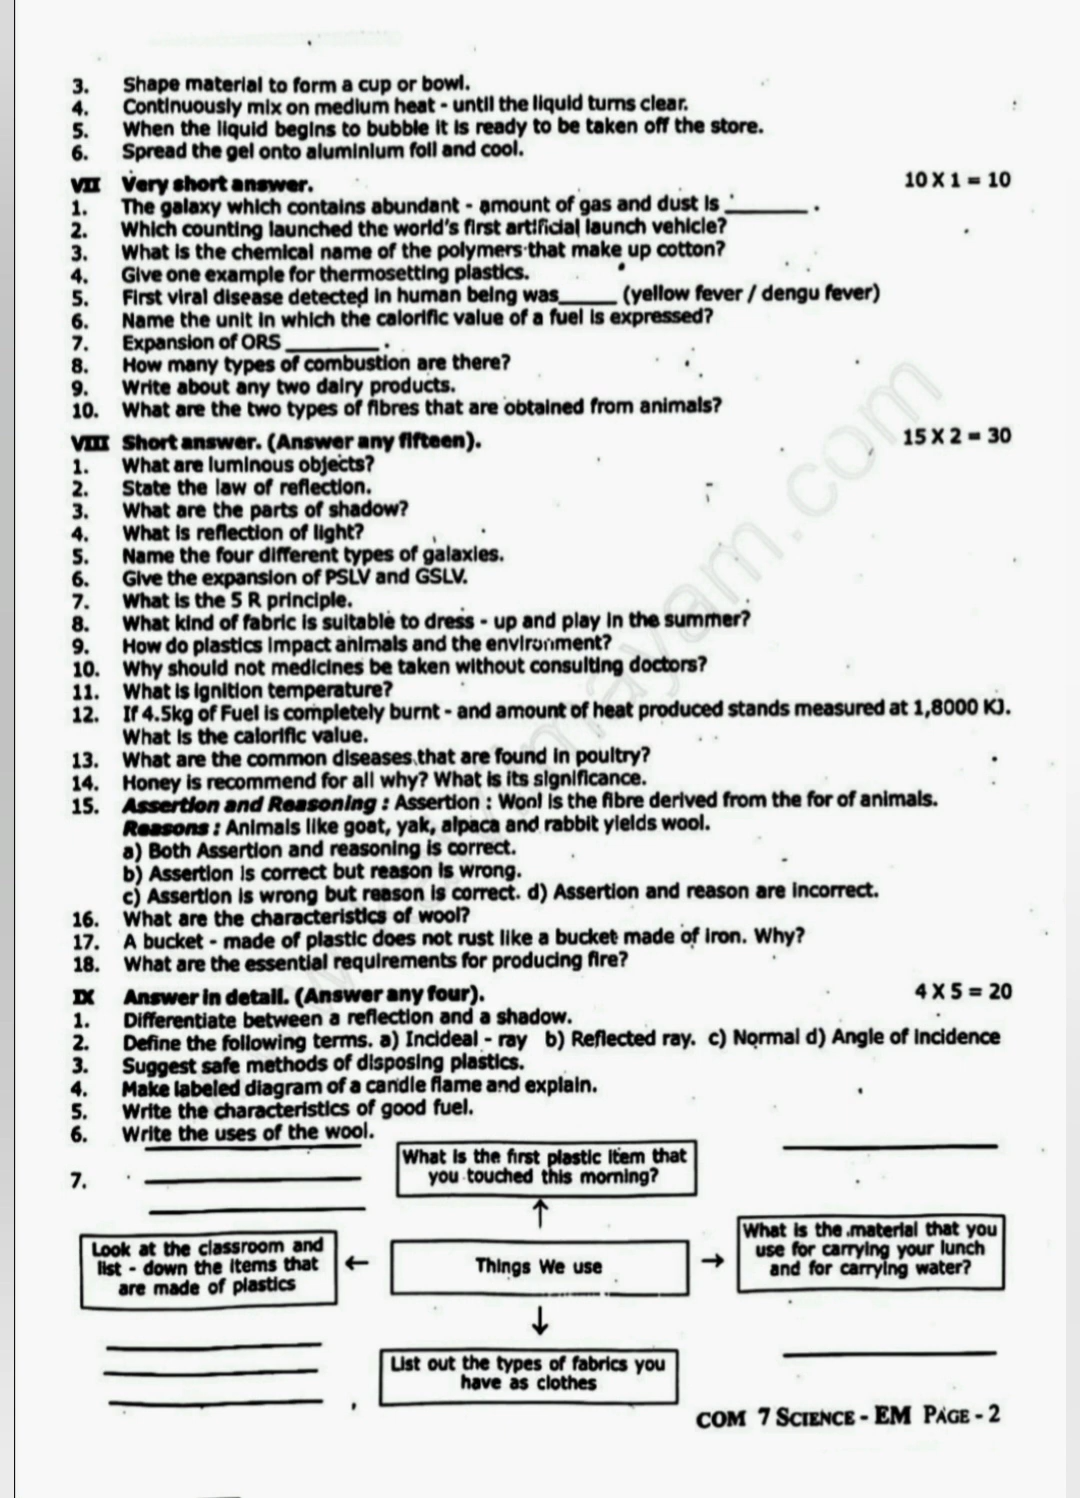 3. Shape material to form a cup or bowl.
4. Continuously mix on medium heat - until the liquid turns clear.
5. When the liquid begins to bubble it is ready to be taken off the store.
6. Spread the gel onto aluminium foil and cool.
VII Very short answer. 10 X 1 = 10
1. The galaxy which contains abundant - amount of gas and dust is ________ .
2. Which counting launched the world's first artificial launch vehicle?
3. What is the chemical name of the polymers that make up cotton?
4. Give one example for thermosetting plastics.
5. First viral disease detected in human being was_____ (yellow fever / dengu fever)
6. Name the unit in which the calorific value of a fuel is expressed?
7. Expansion of ORS ________ .
8. How many types of combustion are there?
9. Write about any two dairy products.
10. What are the two types of fibres that are obtained from animals?
VIII Short answer. (Answer any fifteen). 15 X 2 = 30
1. What are luminous objects?
2. State the law of reflection.
3. What are the parts of shadow?
4. What is reflection of light?
5. Name the four different types of galaxies.
6. Give the expansion of PSLV and GSLV.
7. What is the 5 R principle.
8. What kind of fabric is suitable to dress - up and play in the summer?
9. How do plastics impact animals and the environment?
10. Why should not medicines be taken without consulting doctors?
11. What is ignition temperature?
12. If 4.5kg of Fuel is completely burnt - and amount of heat produced stands measured at 1,8000 KJ.
What is the calorific value.
13. What are the common diseases that are found in poultry?
14. Honey is recommend for all why? What is its significance.
15. Assertion and Reasoning : Assertion : Wonl is the fibre derived from the for of animals.
Reasons : Animals like goat, yak, alpaca and rabbit yields wool.
a) Both Assertion and reasoning is correct.
b) Assertion is correct but reason is wrong.
c) Assertion is wrong but reason is correct. d) Assertion and reason are incorrect.
16. What are the characteristics of wool?
17. A bucket - made of plastic does not rust like a bucket made of iron. Why?
18. What are the essential requirements for producing fire?
IX Answer in detail. (Answer any four). 4 X 5 = 20
1. Differentiate between a reflection and a shadow.
2. Define the following terms. a) Incideal - ray b) Reflected ray. c) Normal d) Angle of incidence
3. Suggest safe methods of disposing plastics.
4. Make labeled diagram of a candle flame and explain.
5. Write the characteristics of good fuel.
6. Write the uses of the wool.
7.
What is the first plastic item that
you touched this morning?
Look at the classroom and
list - down the items that
are made of plastics
Things We use
What is the material that you
use for carrying your lunch
and for carrying water?
List out the types of fabrics you
have as clothes
COM 7 SCIENCE - EM PAGE - 2